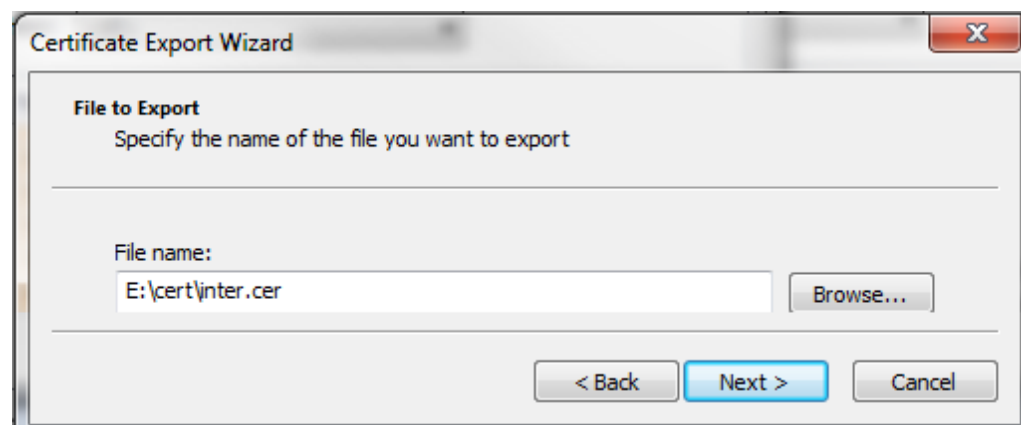 Certificate Export Wizard
File to Export
Specify the name of the file you want to export
File name:
E:\cert\inter.cer
Browse...
< Back
Next >
Cancel